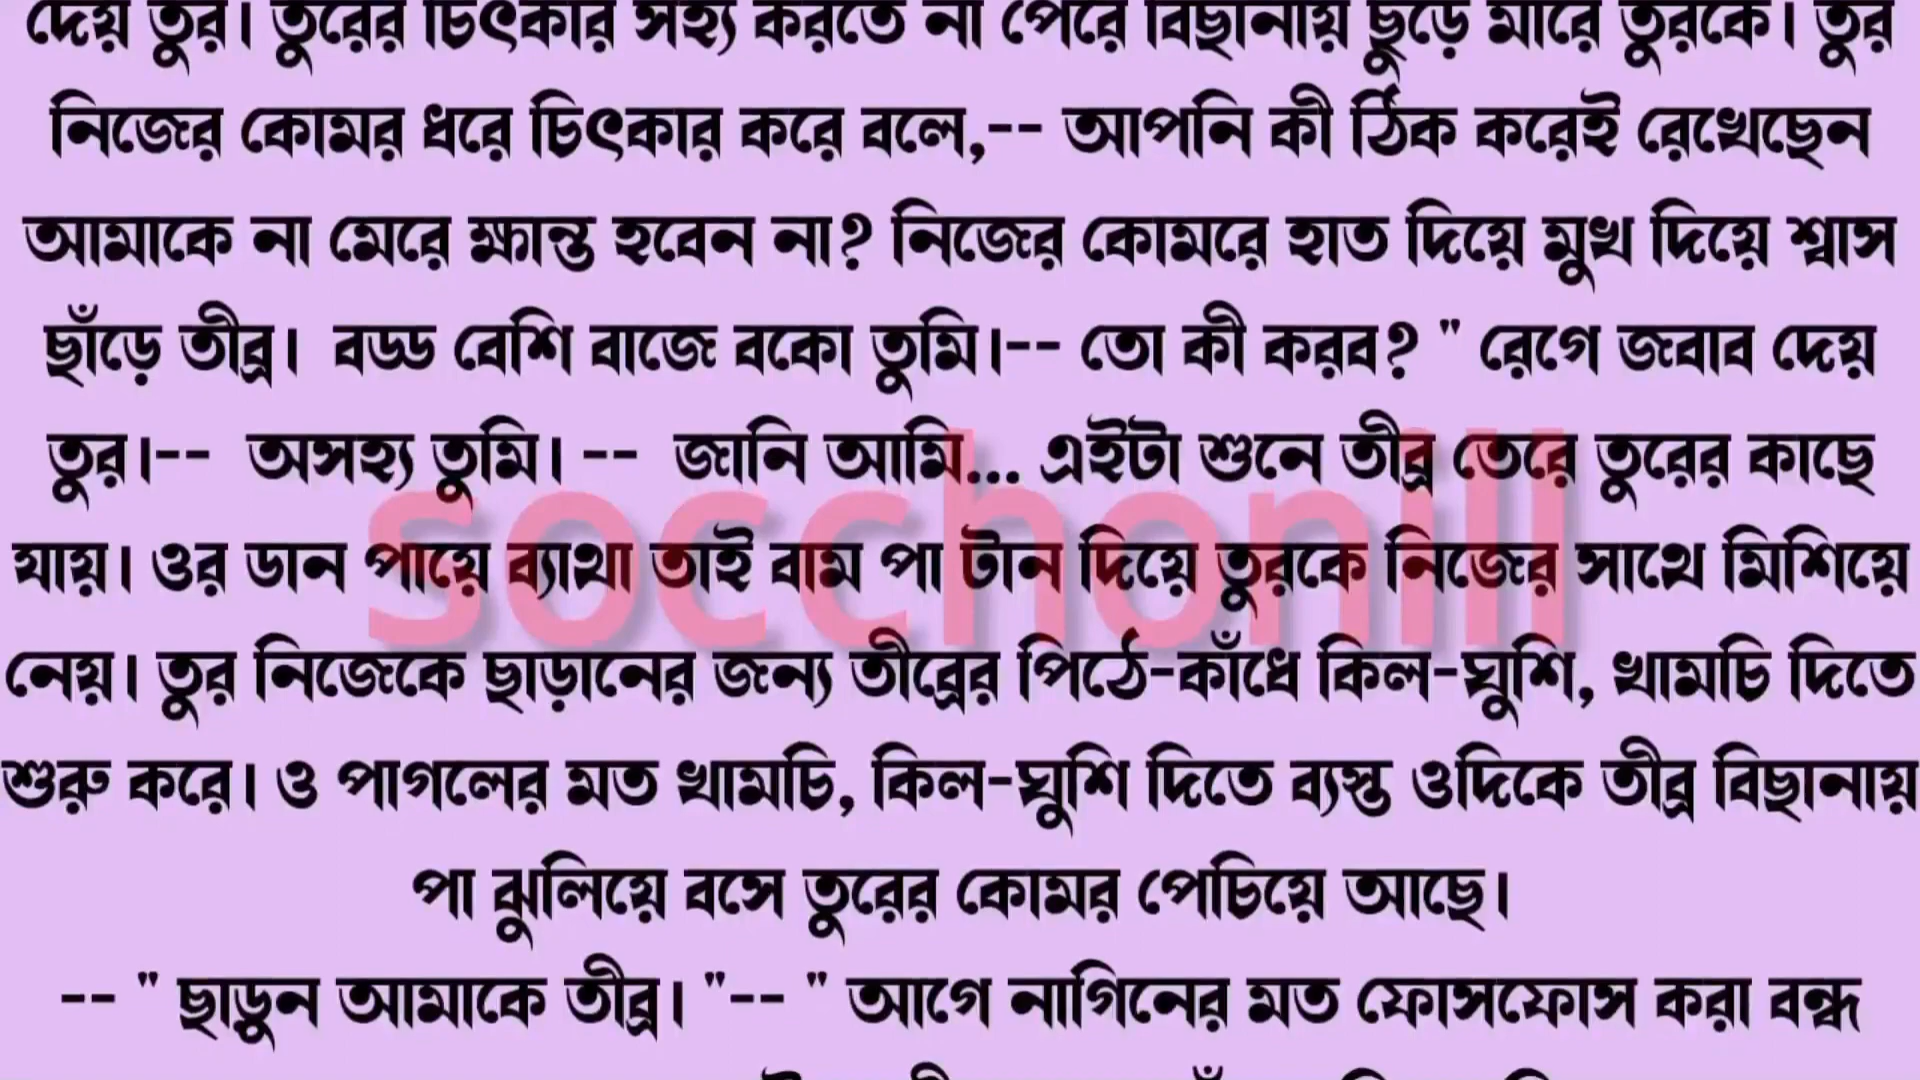 দেয় তুর। তুরের চিৎকার সহ্য করতে না পেরে বিছানায় ছুড়ে মারে তুরকে। তুর
নিজের কোমর ধরে চিৎকার করে বলে,-- আপনি কী ঠিক করেই রেখেছেন
আমাকে না মেরে ক্ষান্ত হবেন না? নিজের কোমরে হাত দিয়ে মুখ দিয়ে শ্বাস
ছাঁড়ে তীব্র। বড্ড বেশি বাজে বকো তুমি।-- তো কী করব? " রেগে জবাব দেয়
তুর।-- অসহ্য তুমি। -- জানি আমি... এইটা শুনে তীব্র তেরে তুরের কাছে
যায়। ওর ডান পায়ে ব্যাথা তাই বাম পা টান দিয়ে তুরকে নিজের সাথে মিশিয়ে
socchonill
নেয়। তুর নিজেকে ছাড়ানের জন্য তীব্রের পিঠে-কাঁধে কিল-ঘুশি, খামচি দিতে
শুরু করে। ও পাগলের মত খামচি, কিল-ঘুশি দিতে ব্যস্ত ওদিকে তীব্র বিছানায়
পা ঝুলিয়ে বসে তুরের কোমর পেচিয়ে আছে।
-- " ছাড়ুন আমাকে তীব্র। "-- " আগে নাগিনের মত ফোসফোস করা বন্ধ